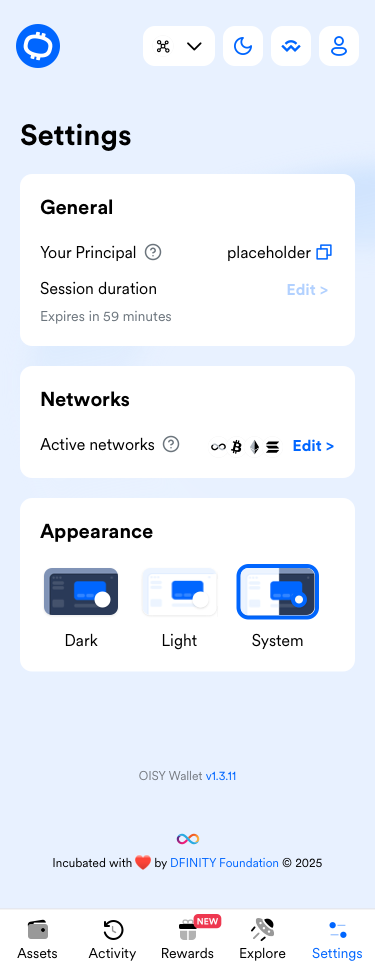 Settings
General
Your Principal placeholder
Session duration Edit >
Expires in 59 minutes
Networks
Active networks Edit >
Appearance
Dark Light System
OISY Wallet v1.3.11
Incubated with ❤️ by DFINITY Foundation © 2025
NEW
Assets Activity Rewards Explore Settings